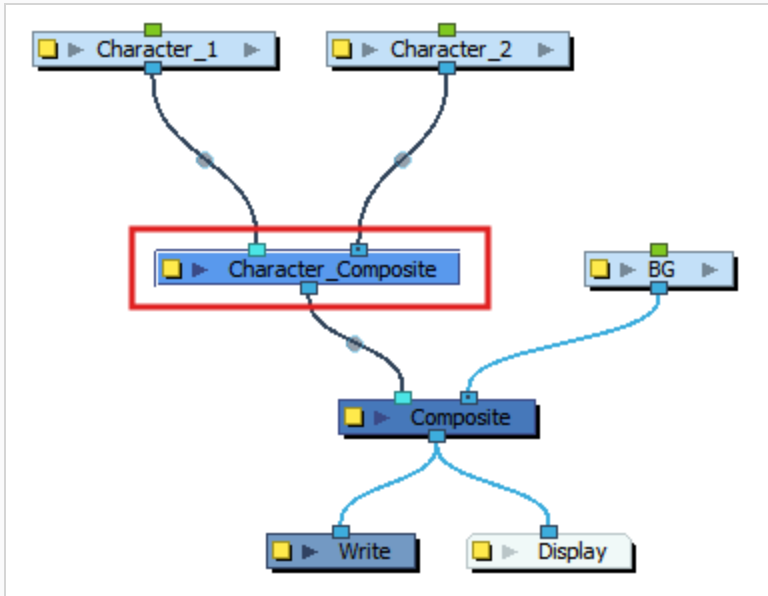 Character_1
Character_2
Character_Composite
BG
Composite
Write
Display